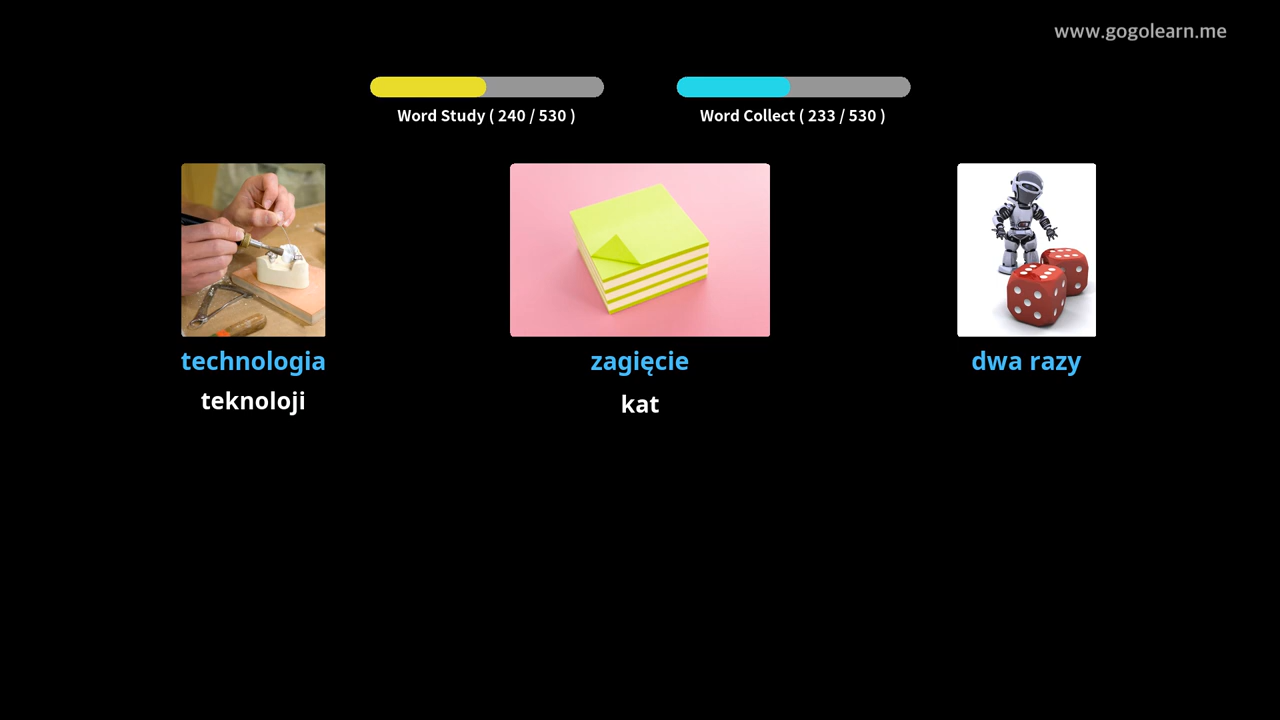 www.gogolearn.me
Word Study ( 240 / 530 )
Word Collect ( 233 / 530 )
technologia
teknoloji
zagięcie
kat
dwa razy